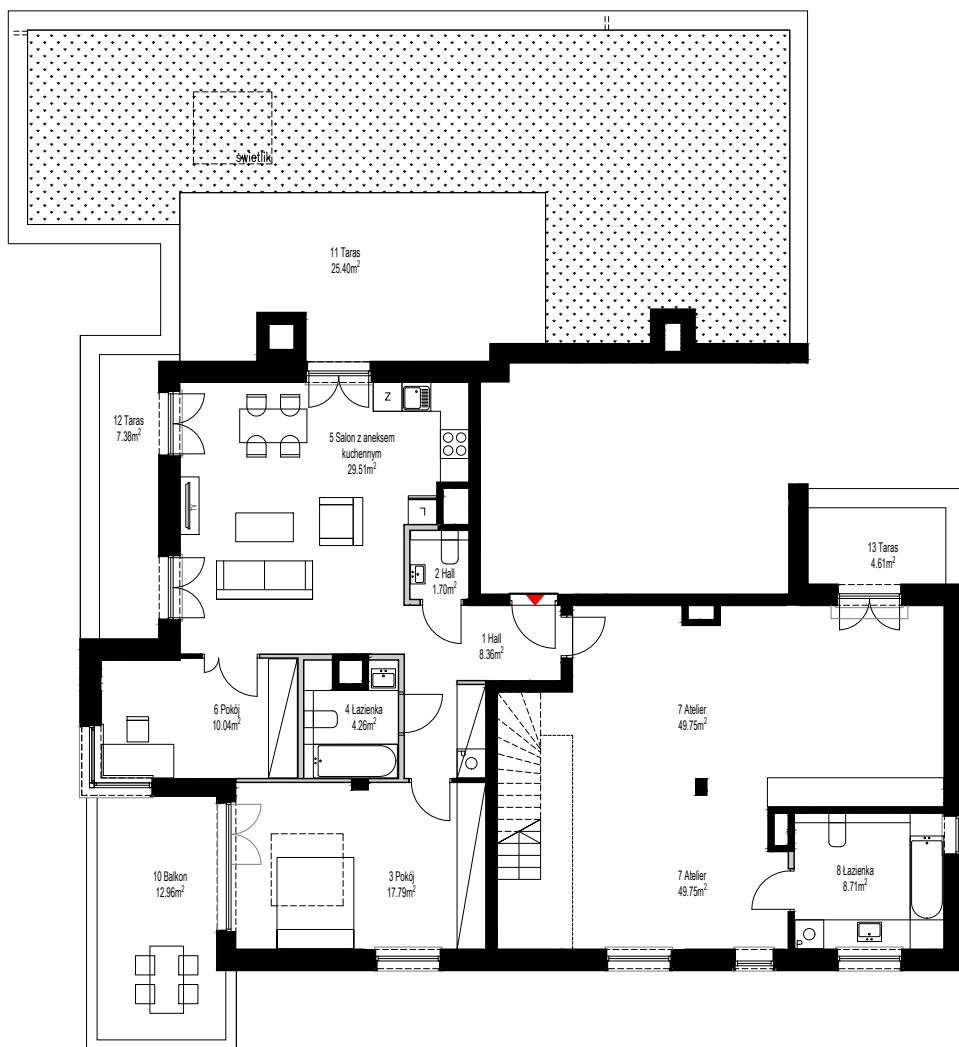 świetlik
11 Taras
25.40m²
12 Taras
7.38m²
Z
5 Salon z aneksem
kuchennym
29.51m²
TV
L
2 Hall
1.70m²
13 Taras
4.61m²
1 Hall
8.36m²
6 Pokój
10.04m²
4 Łazienka
4.26m²
7 Atelier
49.75m²
P
10 Balkon
12.96m²
3 Pokój
17.79m²
7 Atelier
49.75m²
8 Łazienka
8.71m²
P